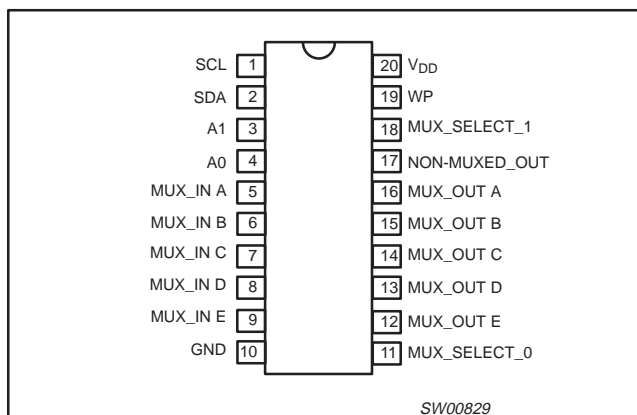 SCL 1 20 VDD
SDA 2 19 WP
A1 3 18 MUX_SELECT_1
A0 4 17 NON-MUXED_OUT
MUX_IN A 5 16 MUX_OUT A
MUX_IN B 6 15 MUX_OUT B
MUX_IN C 7 14 MUX_OUT C
MUX_IN D 8 13 MUX_OUT D
MUX_IN E 9 12 MUX_OUT E
GND 10 11 MUX_SELECT_0
SW00829